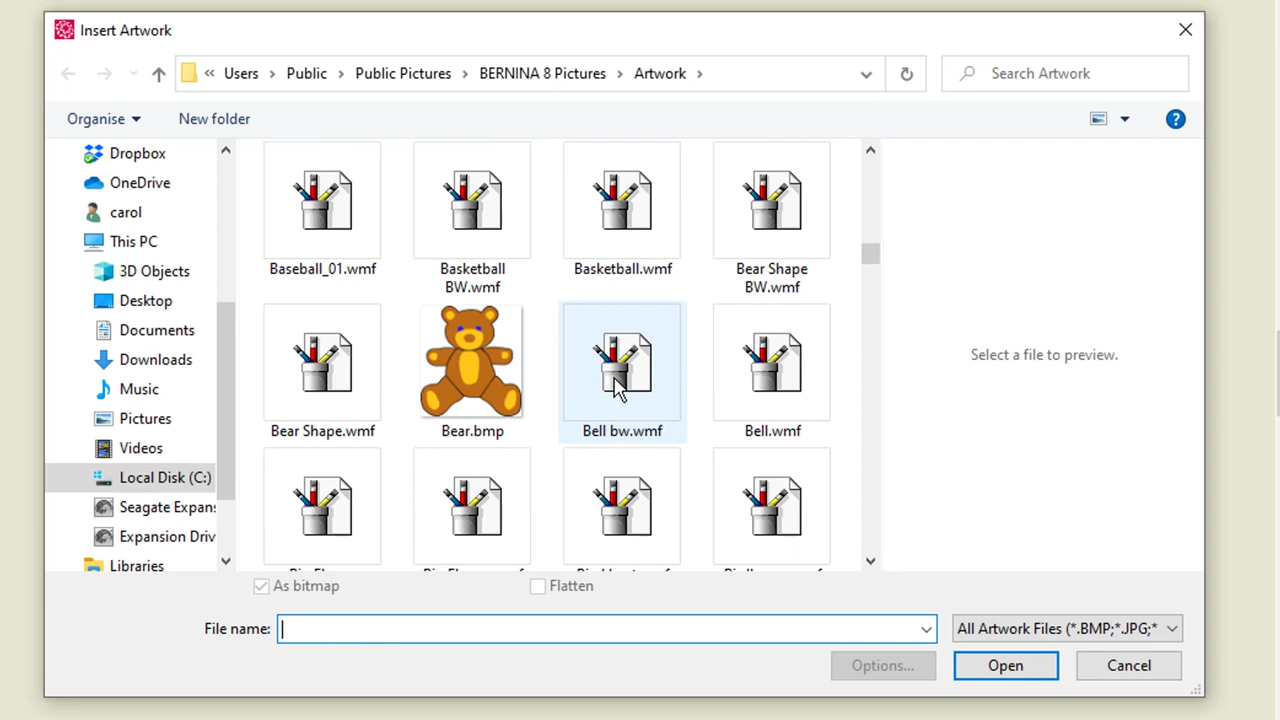 Insert Artwork
« Users > Public > Public Pictures > BERNINA 8 Pictures > Artwork >
Search Artwork
Organise
New folder
Dropbox
OneDrive
carol
This PC
3D Objects
Desktop
Documents
Downloads
Music
Pictures
Videos
Local Disk (C:)
Seagate Expans
Expansion Driv
Libraries
Baseball_01.wmf
Basketball
BW.wmf
Basketball.wmf
Bear Shape
BW.wmf
Bear Shape.wmf
Bear.bmp
Bell bw.wmf
Bell.wmf
Select a file to preview.
As bitmap
Flatten
File name:
All Artwork Files (*.BMP;*.JPG;*
Options...
Open
Cancel